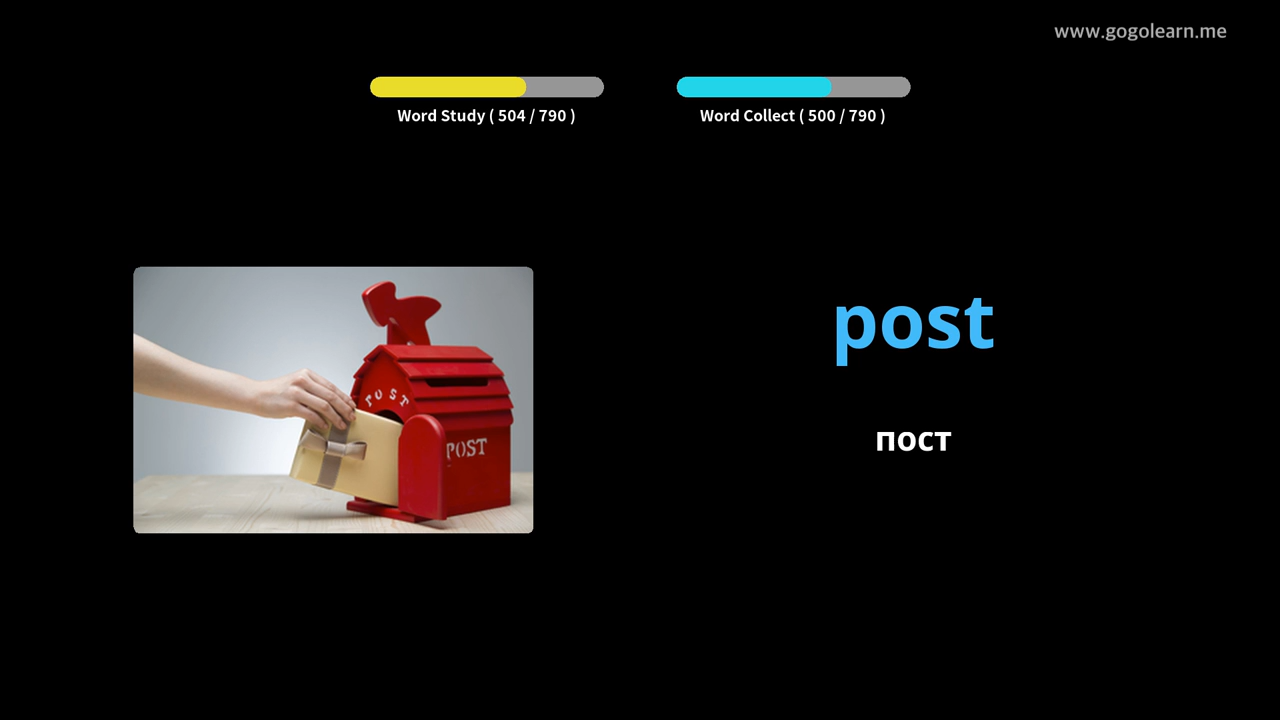 www.gogolearn.me
Word Study ( 504 / 790 )
Word Collect ( 500 / 790 )
post
пост
POST
POST